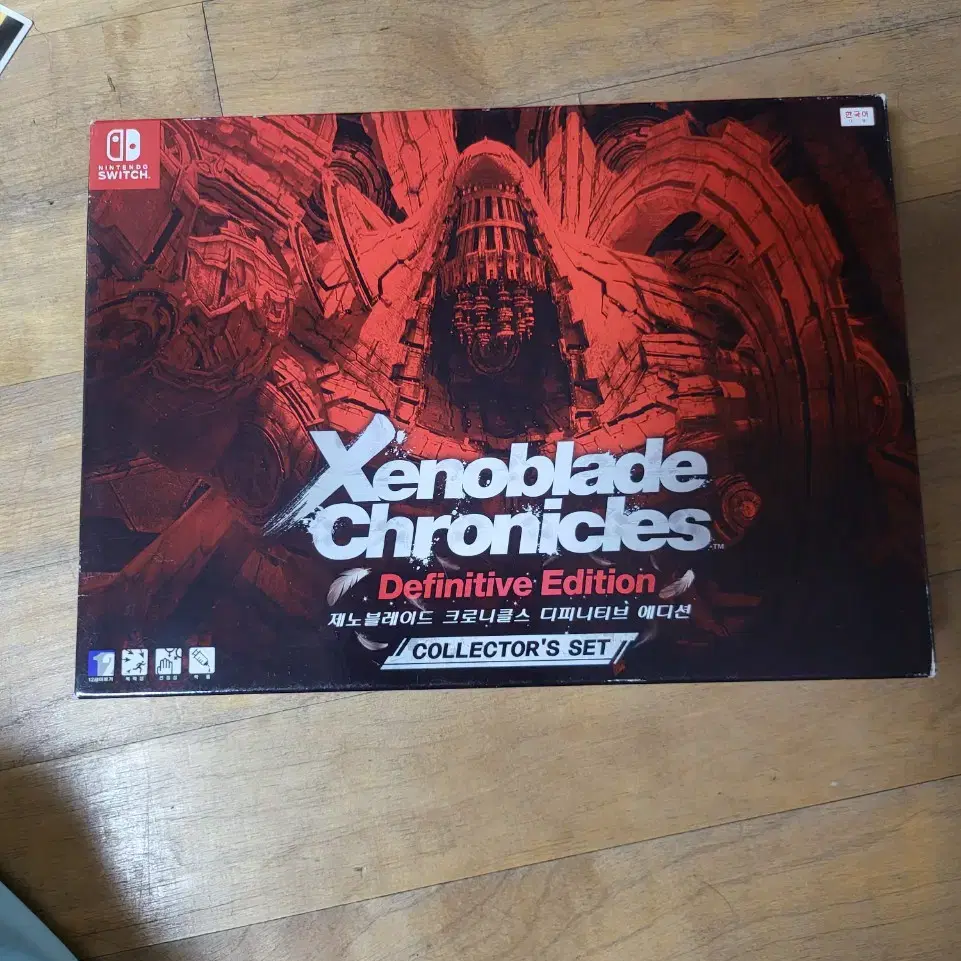 NINTENDO
SWITCH
한국어
Xenoblade
Chronicles™
Definitive Edition
제노블레이드 크로니클스 디피니티브 에디션
COLLECTOR'S SET
12